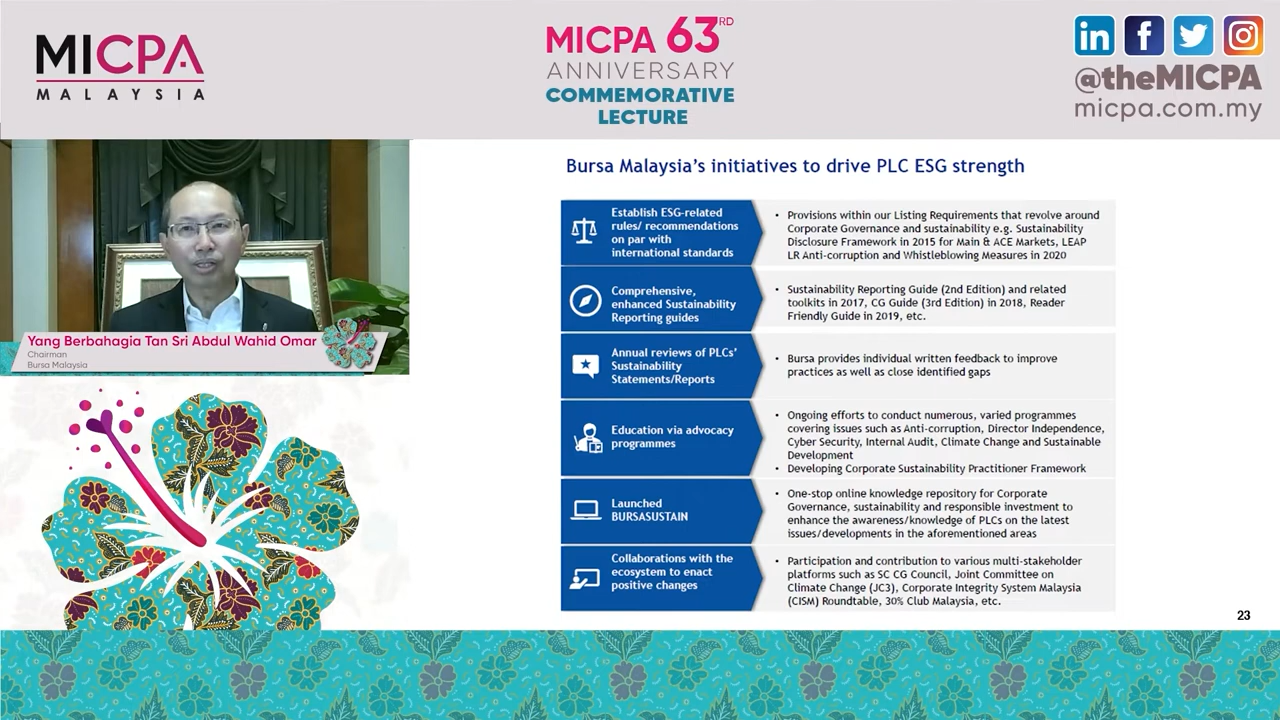 MICPA
MALAYSIA
MICPA 63RD
ANNIVERSARY
COMMEMORATIVE
LECTURE
@theMICPA
micpa.com.my
Yang Berbahagia Tan Sri Abdul Wahid Omar
Chairman
Bursa Malaysia
Bursa Malaysia’s initiatives to drive PLC ESG strength
Establish ESG-related
rules/ recommendations
on par with
international standards
• Provisions within our Listing Requirements that revolve around
Corporate Governance and sustainability e.g. Sustainability
Disclosure Framework in 2015 for Main & ACE Markets, LEAP
LR Anti-corruption and Whistleblowing Measures in 2020
Comprehensive,
enhanced Sustainability
Reporting guides
• Sustainability Reporting Guide (2nd Edition) and related
toolkits in 2017, CG Guide (3rd Edition) in 2018, Reader
Friendly Guide in 2019, etc.
Annual reviews of PLCs’
Sustainability
Statements/Reports
• Bursa provides individual written feedback to improve
practices as well as close identified gaps
Education via advocacy
programmes
• Ongoing efforts to conduct numerous, varied programmes
covering issues such as Anti-corruption, Director Independence,
Cyber Security, Internal Audit, Climate Change and Sustainable
Development
• Developing Corporate Sustainability Practitioner Framework
Launched
BURSASUSTAIN
• One-stop online knowledge repository for Corporate
Governance, sustainability and responsible investment to
enhance the awareness/knowledge of PLCs on the latest
issues/developments in the aforementioned areas
Collaborations with the
ecosystem to enact
positive changes
• Participation and contribution to various multi-stakeholder
platforms such as SC CG Council, Joint Committee on
Climate Change (JC3), Corporate Integrity System Malaysia
(CISM) Roundtable, 30% Club Malaysia, etc.
23